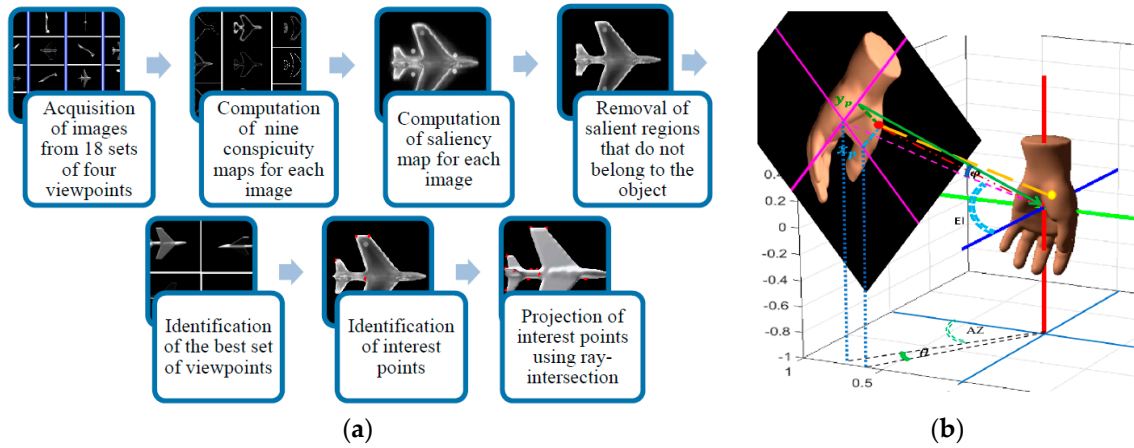 Acquisition
of images
from 18 sets
of four
viewpoints
Computation
of nine
conspicuity
maps for each
image
Computation
of saliency
map for each
image
Removal of
salient regions
that do not
belong to the
object
Identification
of the best set
of viewpoints
Identification
of interest
points
Projection of
interest points
using ray-
intersection
(a)
yₚ
xₚ
φ
El
0.4
0.2
0
-0.2
-0.4
-0.6
-0.8
-1
1
0.5
AZ
θ
(b)